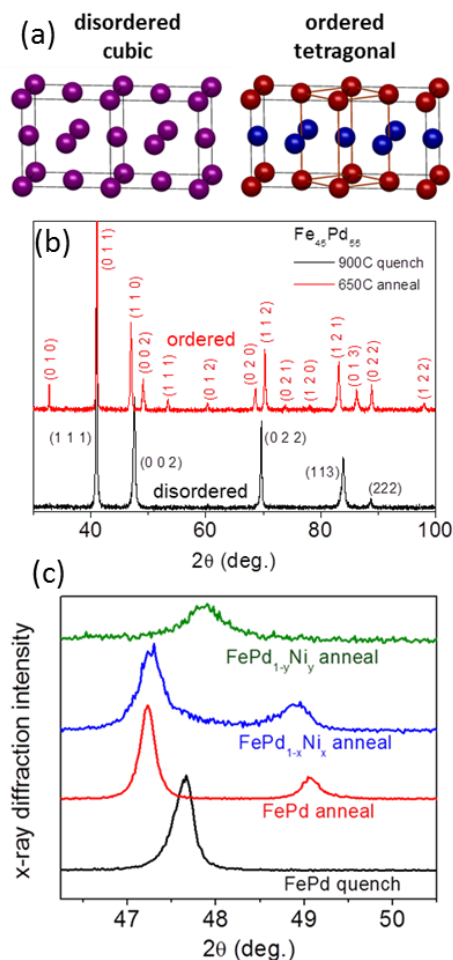 (a)
disordered
cubic
ordered
tetragonal
(b)
Fe₄₅Pd₅₅
900C quench
650C anneal
(0 1 0)
(0 1 1)
(1 1 0)
(0 0 2)
(1 1 1)
(0 1 2)
(0 2 0)
(1 1 2)
(0 2 1)
(1 2 0)
(1 2 1)
(0 1 3)
(0 2 2)
(1 2 2)
ordered
(1 1 1)
(0 0 2)
(0 2 2)
(113)
(222)
disordered
40 60 80 100
2θ (deg.)
(c)
x-ray diffraction intensity
FePd₁₋yNiy anneal
FePd₁₋ₓNiₓ anneal
FePd anneal
FePd quench
47 48 49 50
2θ (deg.)